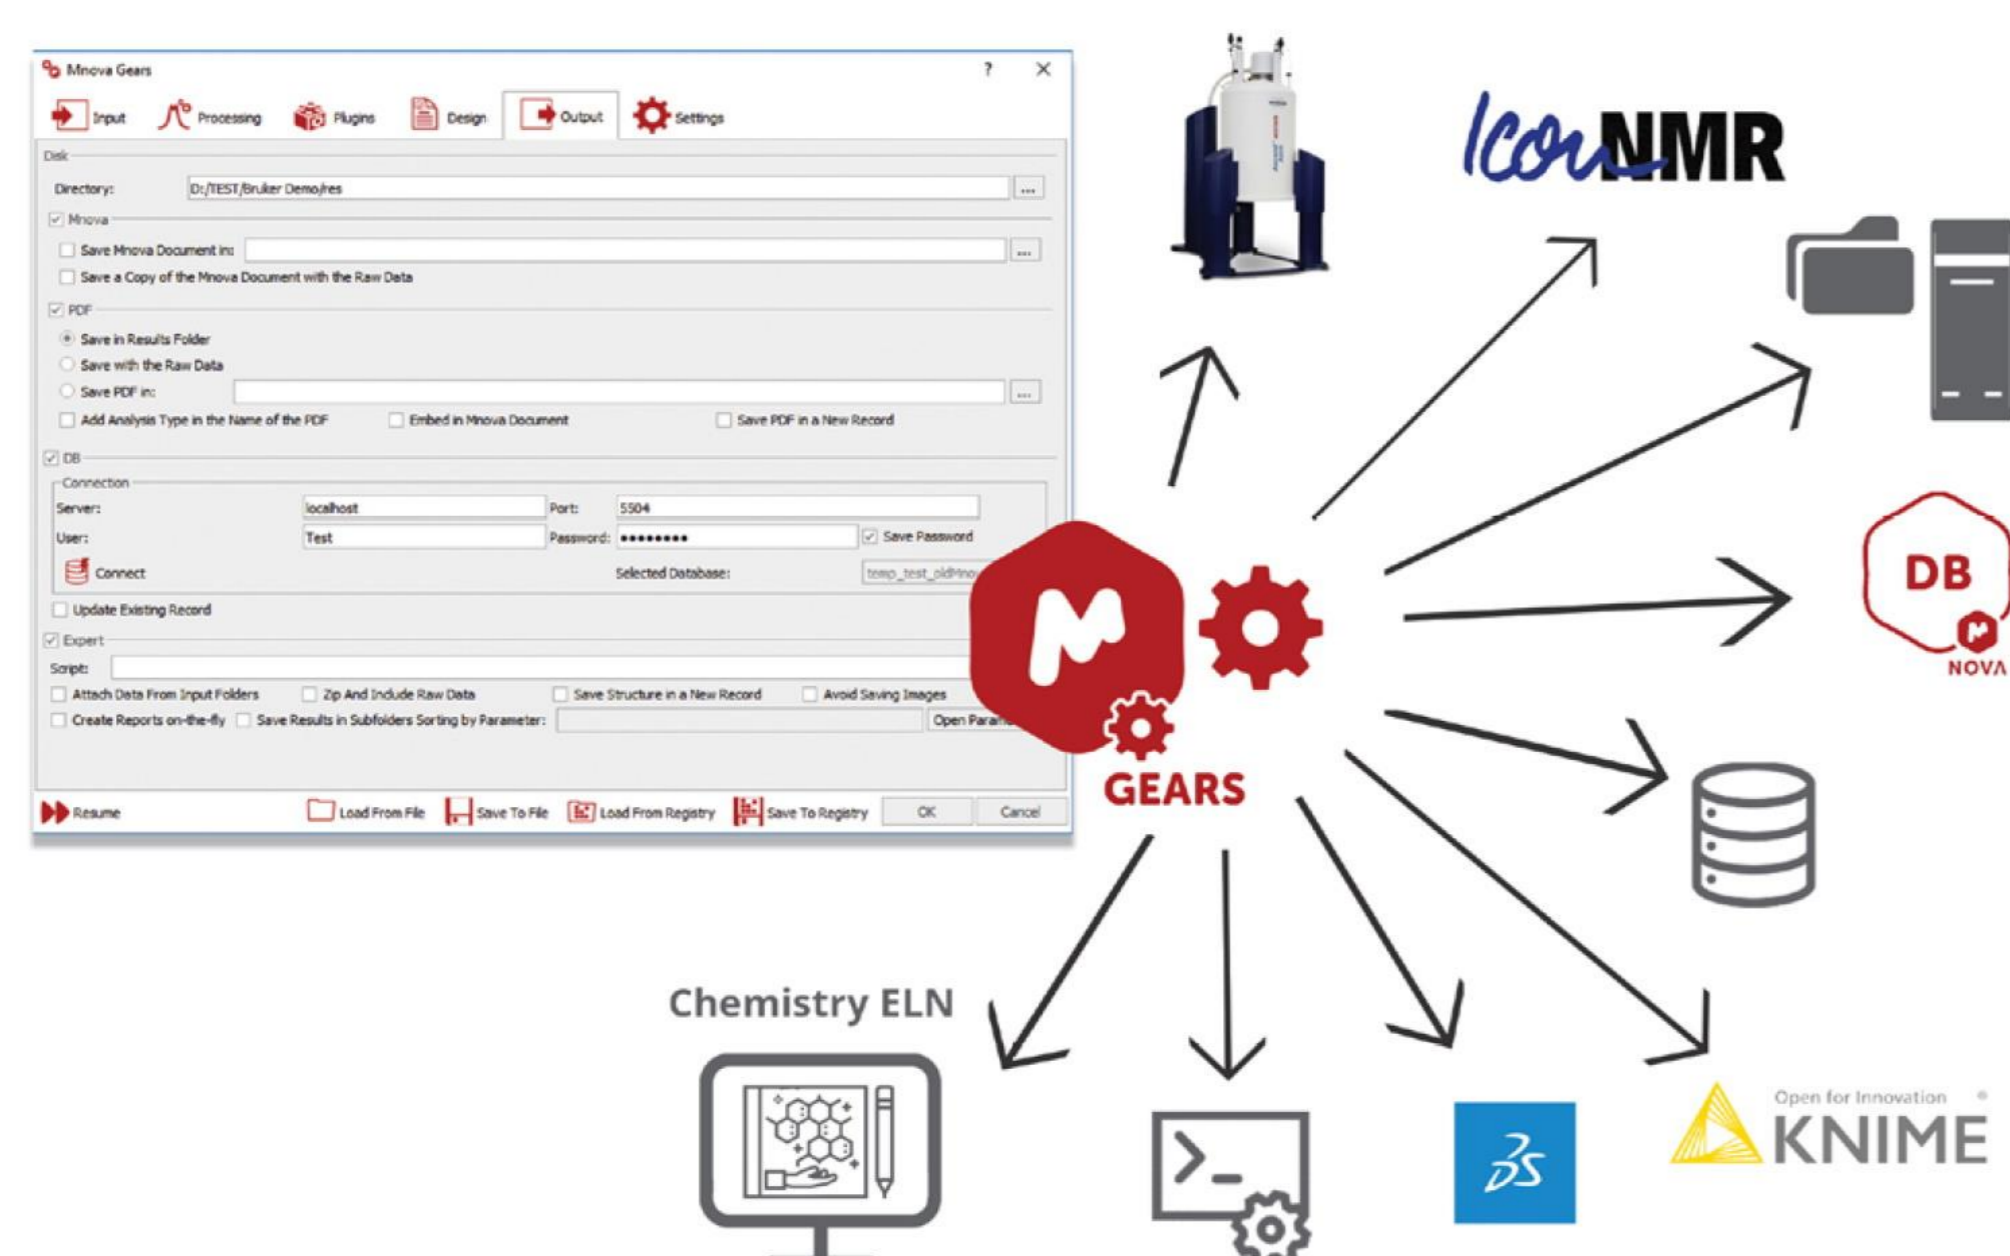 Mnova Gears
?
Input Processing Plugins Design Output Settings
Disk
Directory: D:/TEST/Bruker Demo/res ...
Mnova
Save Mnova Document in: ...
Save a Copy of the Mnova Document with the Raw Data
PDF
Save in Results Folder
Save with the Raw Data
Save PDF in: ...
Add Analysis Type in the Name of the PDF Embed in Mnova Document Save PDF in a New Record
DB
Connection
Server: localhost Port: 5504
User: Test Password: •••••••• Save Password
Connect Selected Database: temp_test_oldMnov
Update Existing Record
Expert
Script:
Attach Data From Input Folders Zip And Include Raw Data Save Structure in a New Record Avoid Saving Images
Create Reports on-the-fly Save Results in Subfolders Sorting by Parameter: Open Param
Resume Load From File Save To File Load From Registry Save To Registry OK Cancel
IconNMR
DB
NOVA
GEARS
Chemistry ELN
>_
3DS
Open for Innovation ®
KNIME